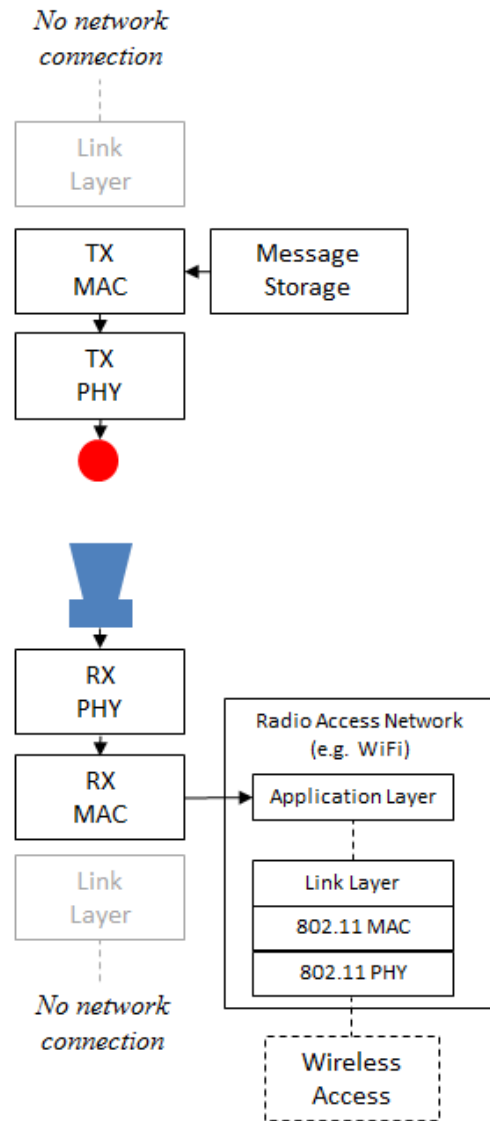 No network
connection
Link
Layer
TX
MAC
Message
Storage
TX
PHY
RX
PHY
RX
MAC
Radio Access Network
(e.g. WiFi)
Application Layer
Link Layer
802.11 MAC
802.11 PHY
Link
Layer
No network
connection
Wireless
Access